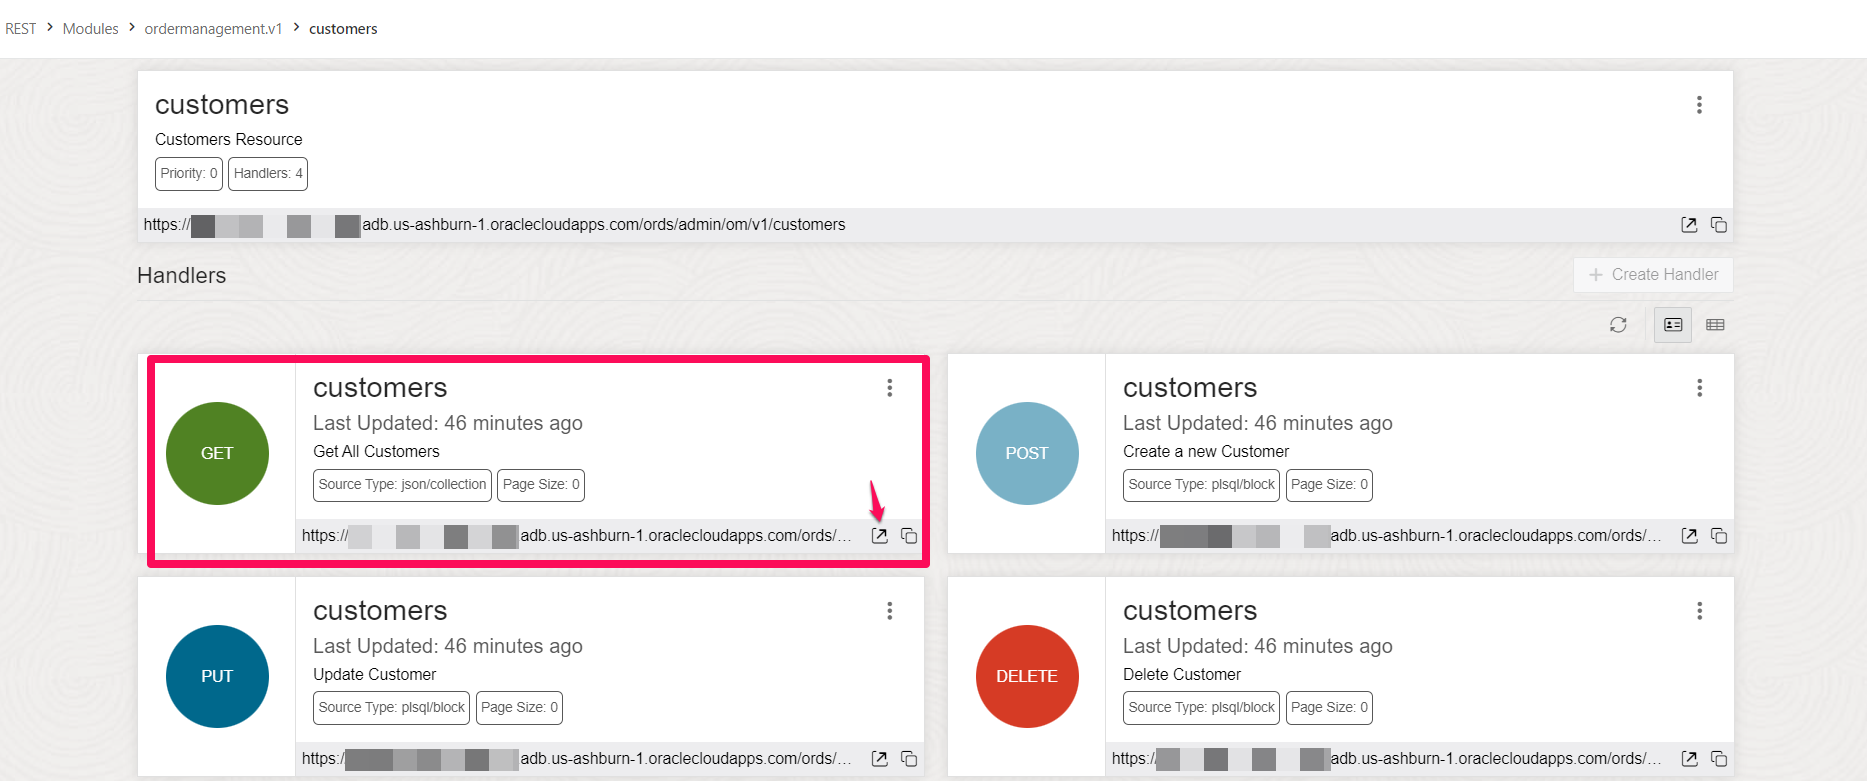 REST > Modules > ordermanagement.v1 > customers
customers
Customers Resource
Priority: 0 Handlers: 4
https:// adb.us-ashburn-1.oraclecloudapps.com/ords/admin/om/v1/customers
Handlers
+ Create Handler
GET
customers
Last Updated: 46 minutes ago
Get All Customers
Source Type: json/collection Page Size: 0
https:/ adb.us-ashburn-1.oraclecloudapps.com/ords/...
POST
customers
Last Updated: 46 minutes ago
Create a new Customer
Source Type: plsql/block Page Size: 0
https:/ adb.us-ashburn-1.oraclecloudapps.com/ords/...
PUT
customers
Last Updated: 46 minutes ago
Update Customer
Source Type: plsql/block Page Size: 0
https:/ adb.us-ashburn-1.oraclecloudapps.com/ords/...
DELETE
customers
Last Updated: 46 minutes ago
Delete Customer
Source Type: plsql/block Page Size: 0
https:/ adb.us-ashburn-1.oraclecloudapps.com/ords/...